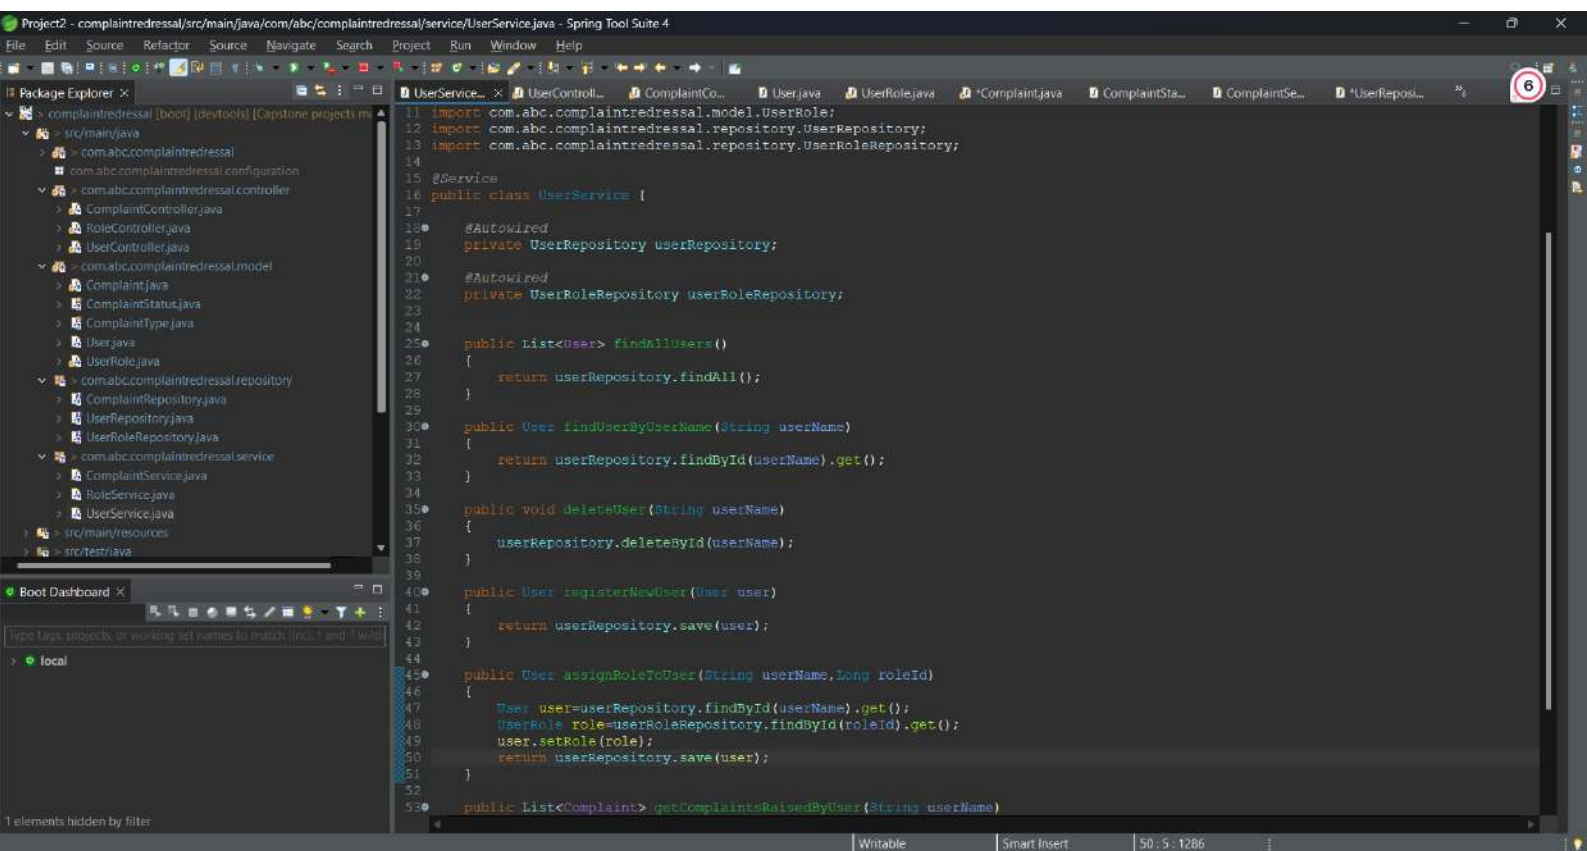 Project2 - complaintredressal/src/main/java/com/abc/complaintredressal/service/UserService.java - Spring Tool Suite 4
File Edit Source Refactor Source Navigate Search Project Run Window Help
Package Explorer
complaintredressal [boot] [devtools] [Capstone projects m
> src/main/java
> com.abc.complaintredressal
com.abc.complaintredressal.configuration
> com.abc.complaintredressal.controller
> ComplaintController.java
> RoleController.java
> UserController.java
> com.abc.complaintredressal.model
> Complaint.java
> ComplaintStatus.java
> ComplaintType.java
> User.java
> UserRole.java
> com.abc.complaintredressal.repository
> ComplaintRepository.java
> UserRepository.java
> UserRoleRepository.java
> com.abc.complaintredressal.service
> ComplaintService.java
> RoleService.java
> UserService.java
> src/main/resources
> src/test/java
Boot Dashboard
Type tags, projects, or working set names to match (incl. * and ? wild
> local
1 elements hidden by filter
UserService... UserControll... ComplaintCo... User.java UserRole.java *Complaint.java ComplaintSta... ComplaintSe... *UserReposi... »6
6
11 import com.abc.complaintredressal.model.UserRole;
12 import com.abc.complaintredressal.repository.UserRepository;
13 import com.abc.complaintredressal.repository.UserRoleRepository;
14
15 @Service
16 public class UserService {
17
18 @Autowired
19 private UserRepository userRepository;
20
21 @Autowired
22 private UserRoleRepository userRoleRepository;
23
24
25 public List<User> findAllUsers()
26 {
27 return userRepository.findAll();
28 }
29
30 public User findUserByUserName(String userName)
31 {
32 return userRepository.findById(userName).get();
33 }
34
35 public void deleteUser(String userName)
36 {
37 userRepository.deleteById(userName);
38 }
39
40 public User registerNewUser(User user)
41 {
42 return userRepository.save(user);
43 }
44
45 public User assignRoleToUser(String userName,Long roleId)
46 {
47 User user=userRepository.findById(userName).get();
48 UserRole role=userRoleRepository.findById(roleId).get();
49 user.setRole(role);
50 return userRepository.save(user);
51 }
52
53 public List<Complaint> getComplaintsRaisedByUser(String userName)
Writable Smart Insert 50 : 5 : 1286